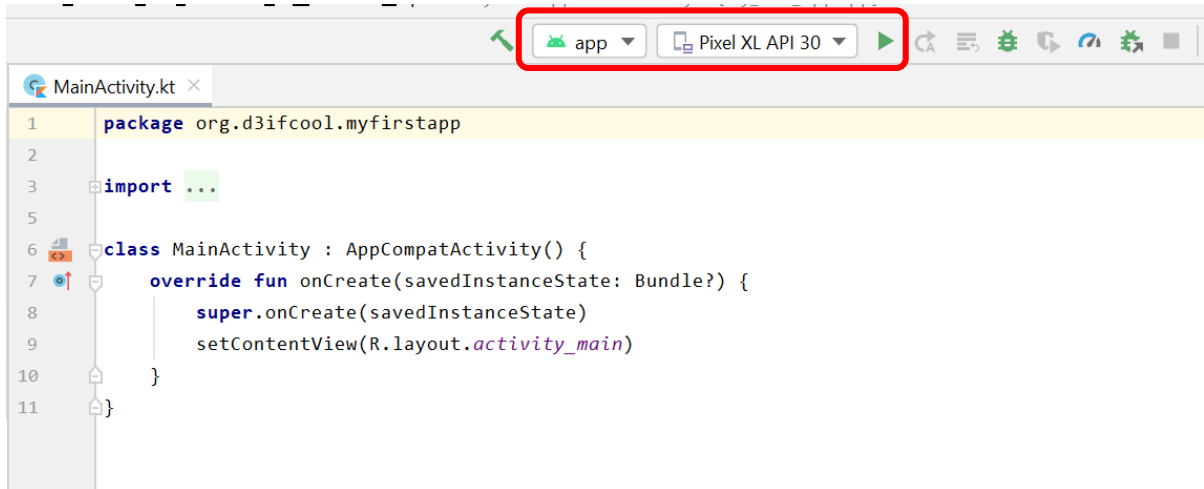 app Pixel XL API 30
MainActivity.kt
1 package org.d3ifcool.myfirstapp
2
3 import ...
5
6 class MainActivity : AppCompatActivity() {
7 override fun onCreate(savedInstanceState: Bundle?) {
8 super.onCreate(savedInstanceState)
9 setContentView(R.layout.activity_main)
10 }
11 }